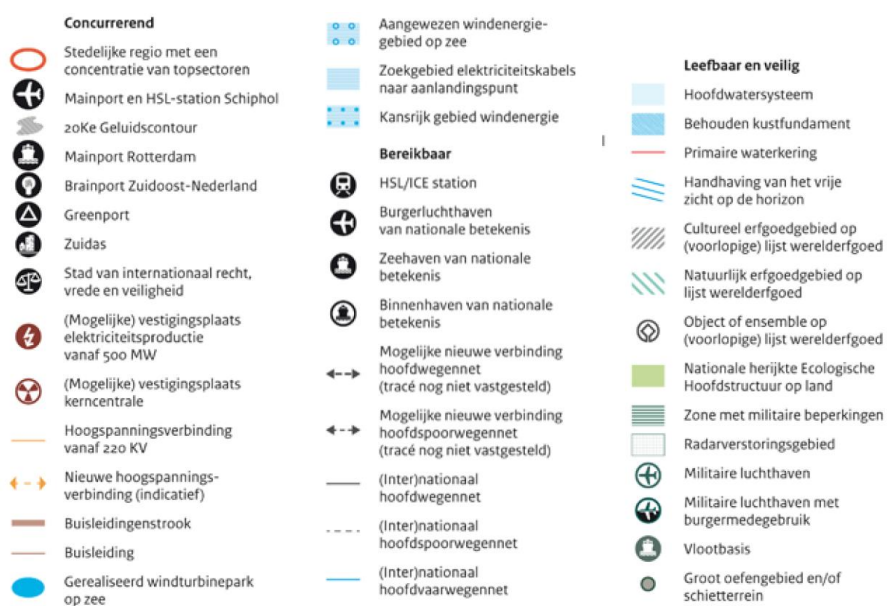 Concurrerend
Stedelijke regio met een
concentratie van topsectoren
Mainport en HSL-station Schiphol
20Ke Geluidscontour
Mainport Rotterdam
Brainport Zuidoost-Nederland
Greenport
Zuidas
Stad van internationaal recht,
vrede en veiligheid
(Mogelijke) vestigingsplaats
elektriciteitsproductie
vanaf 500 MW
(Mogelijke) vestigingsplaats
kerncentrale
Hoogspanningsverbinding
vanaf 220 KV
Nieuwe hoogspannings-
verbinding (indicatief)
Buisleidingenstrook
Buisleiding
Gerealiseerd windturbinepark
op zee
Aangewezen windenergie-
gebied op zee
Zoekgebied elektriciteitskabels
naar aanlandingspunt
Kansrijk gebied windenergie
Bereikbaar
HSL/ICE station
Burgerluchthaven
van nationale betekenis
Zeehaven van nationale
betekenis
Binnenhaven van nationale
betekenis
Mogelijke nieuwe verbinding
hoofdwegennet
(tracé nog niet vastgesteld)
Mogelijke nieuwe verbinding
hoofdspoorwegennet
(tracé nog niet vastgesteld)
(Inter)nationaal
hoofdwegennet
(Inter)nationaal
hoofdspoorwegennet
(Inter)nationaal
hoofdvaarwegennet
Leefbaar en veilig
Hoofdwatersysteem
Behouden kustfundament
Primaire waterkering
Handhaving van het vrije
zicht op de horizon
Cultureel erfgoedgebied op
(voorlopige) lijst werelderfgoed
Natuurlijk erfgoedgebied op
lijst werelderfgoed
Object of ensemble op
(voorlopige) lijst werelderfgoed
Nationale herijkte Ecologische
Hoofdstructuur op land
Zone met militaire beperkingen
Radarverstoringsgebied
Militaire luchthaven
Militaire luchthaven met
burgermedegebruik
Vlootbasis
Groot oefengebied en/of
schietterrein